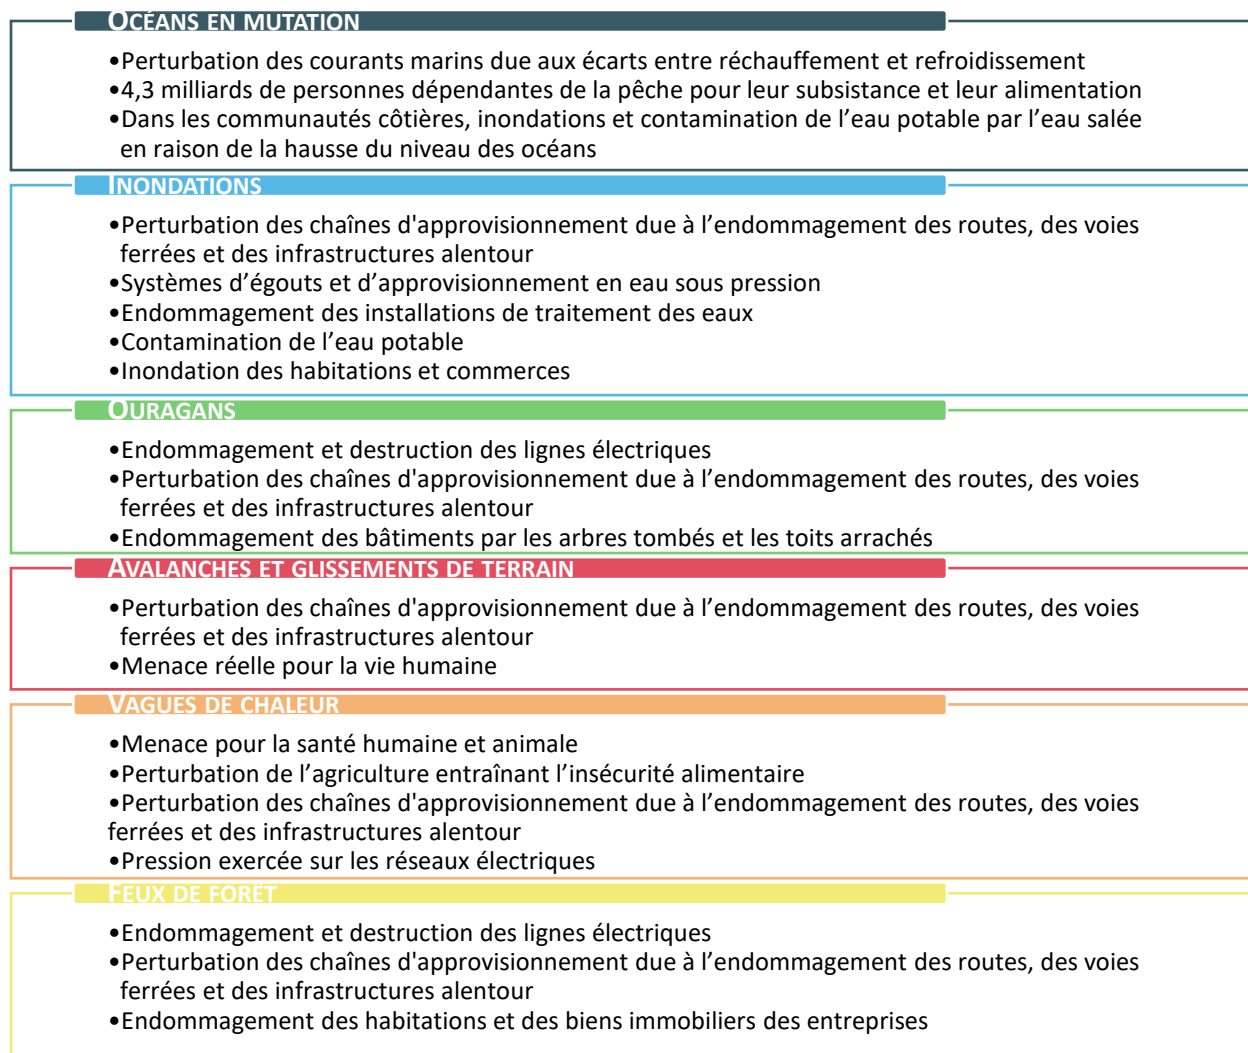 OCÉANS EN MUTATION
•Perturbation des courants marins due aux écarts entre réchauffement et refroidissement
•4,3 milliards de personnes dépendantes de la pêche pour leur subsistance et leur alimentation
•Dans les communautés côtières, inondations et contamination de l’eau potable par l’eau salée
en raison de la hausse du niveau des océans
INONDATIONS
•Perturbation des chaînes d'approvisionnement due à l’endommagement des routes, des voies
ferrées et des infrastructures alentour
•Systèmes d’égouts et d’approvisionnement en eau sous pression
•Endommagement des installations de traitement des eaux
•Contamination de l’eau potable
•Inondation des habitations et commerces
OURAGANS
•Endommagement et destruction des lignes électriques
•Perturbation des chaînes d'approvisionnement due à l’endommagement des routes, des voies
ferrées et des infrastructures alentour
•Endommagement des bâtiments par les arbres tombés et les toits arrachés
AVALANCHES ET GLISSEMENTS DE TERRAIN
•Perturbation des chaînes d'approvisionnement due à l’endommagement des routes, des voies
ferrées et des infrastructures alentour
•Menace réelle pour la vie humaine
VAGUES DE CHALEUR
•Menace pour la santé humaine et animale
•Perturbation de l’agriculture entraînant l’insécurité alimentaire
•Perturbation des chaînes d'approvisionnement due à l’endommagement des routes, des voies
ferrées et des infrastructures alentour
•Pression exercée sur les réseaux électriques
FEUX DE FORÊT
•Endommagement et destruction des lignes électriques
•Perturbation des chaînes d'approvisionnement due à l’endommagement des routes, des voies
ferrées et des infrastructures alentour
•Endommagement des habitations et des biens immobiliers des entreprises